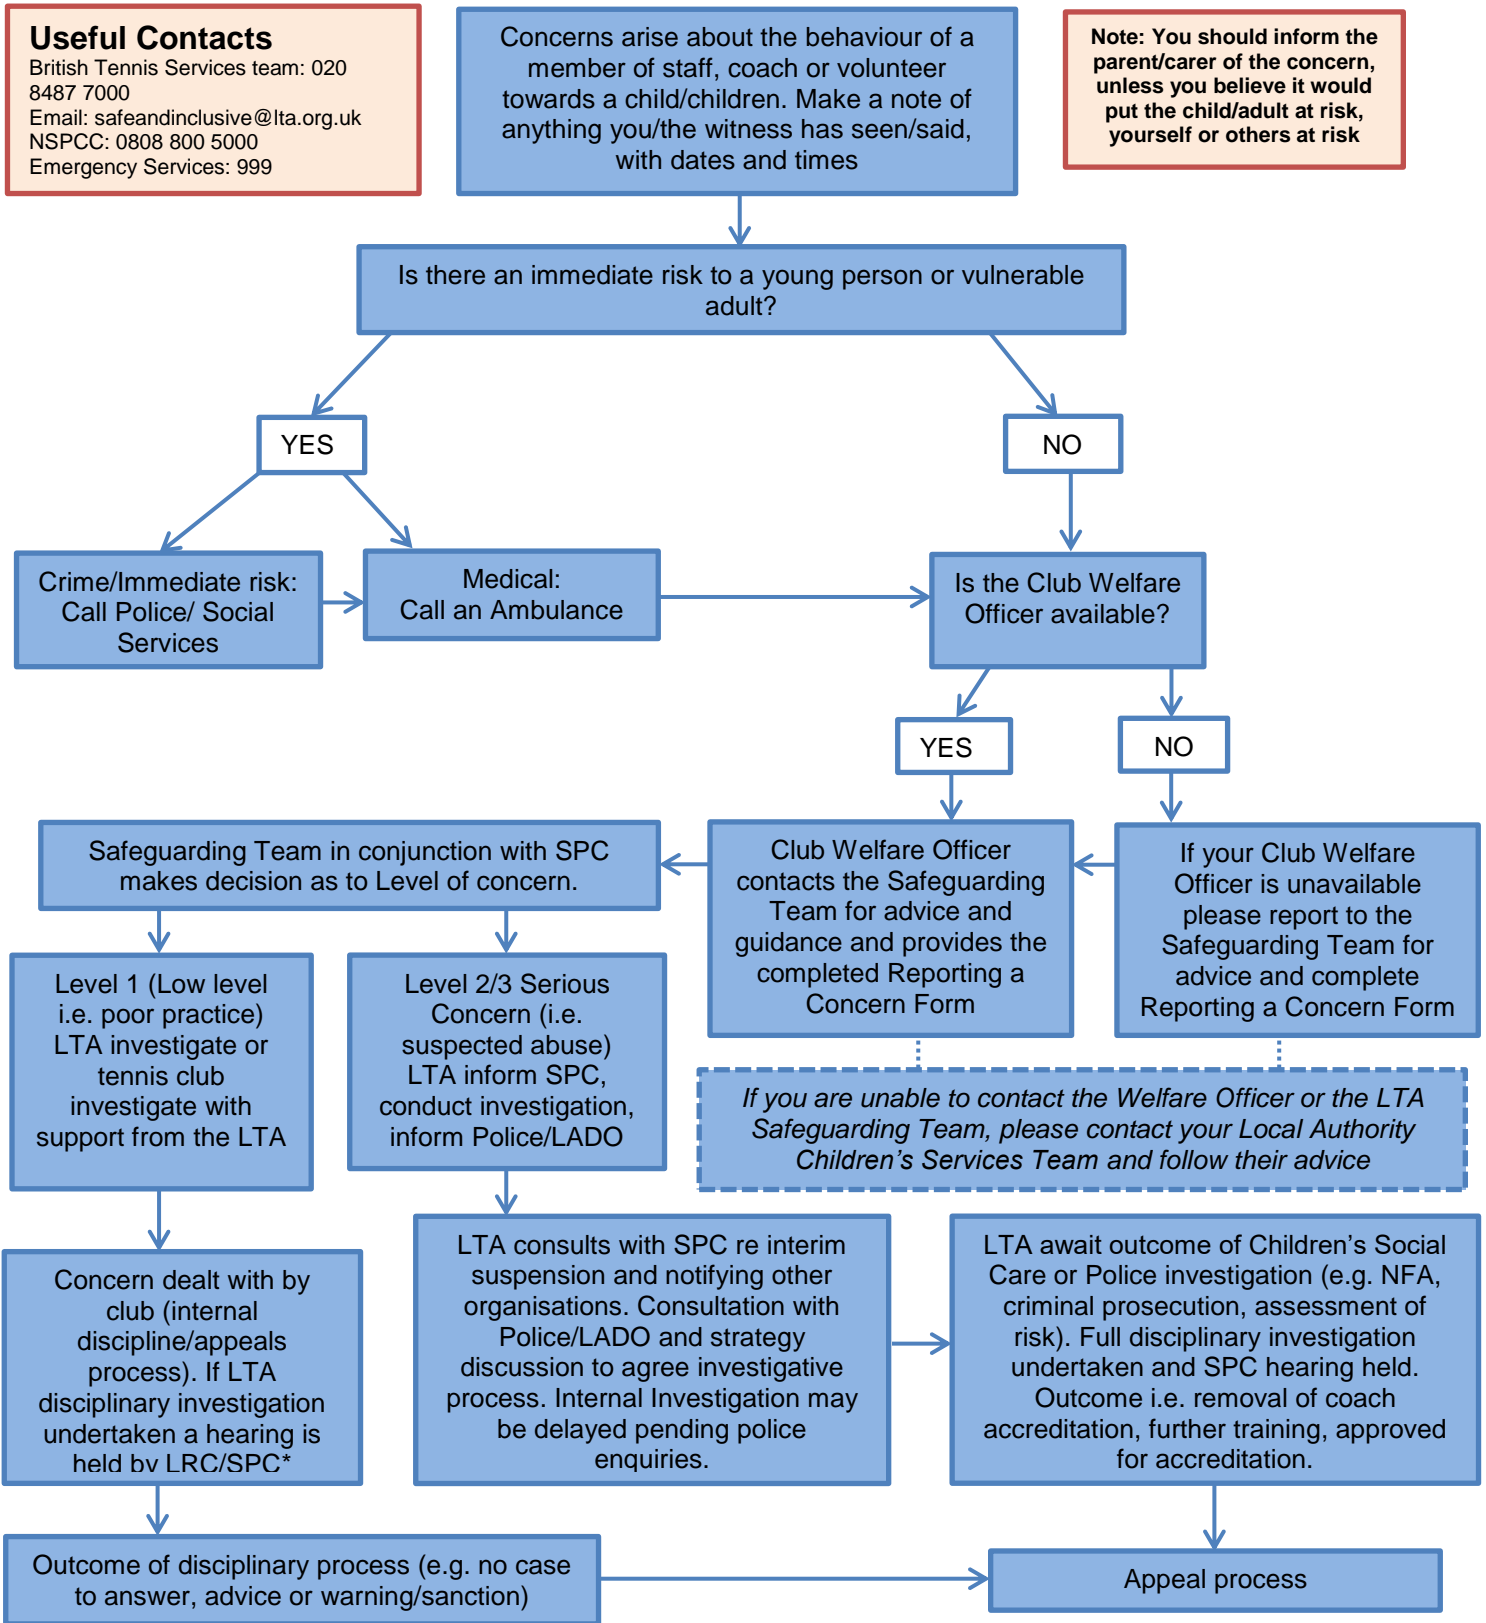 Useful Contacts
British Tennis Services team: 020
8487 7000
Email: safeandinclusive@lta.org.uk
NSPCC: 0808 800 5000
Emergency Services: 999
Concerns arise about the behaviour of a
member of staff, coach or volunteer
towards a child/children. Make a note of
anything you/the witness has seen/said,
with dates and times
Note: You should inform the
parent/carer of the concern,
unless you believe it would
put the child/adult at risk,
yourself or others at risk
Is there an immediate risk to a young person or vulnerable
adult?
YES
NO
Crime/Immediate risk:
Call Police/ Social
Services
Medical:
Call an Ambulance
Is the Club Welfare
Officer available?
YES
NO
Safeguarding Team in conjunction with SPC
makes decision as to Level of concern.
Club Welfare Officer
contacts the Safeguarding
Team for advice and
guidance and provides the
completed Reporting a
Concern Form
If your Club Welfare
Officer is unavailable
please report to the
Safeguarding Team for
advice and complete
Reporting a Concern Form
Level 1 (Low level
i.e. poor practice)
LTA investigate or
tennis club
investigate with
support from the LTA
Level 2/3 Serious
Concern (i.e.
suspected abuse)
LTA inform SPC,
conduct investigation,
inform Police/LADO
If you are unable to contact the Welfare Officer or the LTA
Safeguarding Team, please contact your Local Authority
Children's Services Team and follow their advice
Concern dealt with by
club (internal
discipline/appeals
process). If LTA
disciplinary investigation
undertaken a hearing is
held by LRC/SPC*
LTA consults with SPC re interim
suspension and notifying other
organisations. Consultation with
Police/LADO and strategy
discussion to agree investigative
process. Internal Investigation may
be delayed pending police
enquiries.
LTA await outcome of Children's Social
Care or Police investigation (e.g. NFA,
criminal prosecution, assessment of
risk). Full disciplinary investigation
undertaken and SPC hearing held.
Outcome i.e. removal of coach
accreditation, further training, approved
for accreditation.
Outcome of disciplinary process (e.g. no case
to answer, advice or warning/sanction)
Appeal process